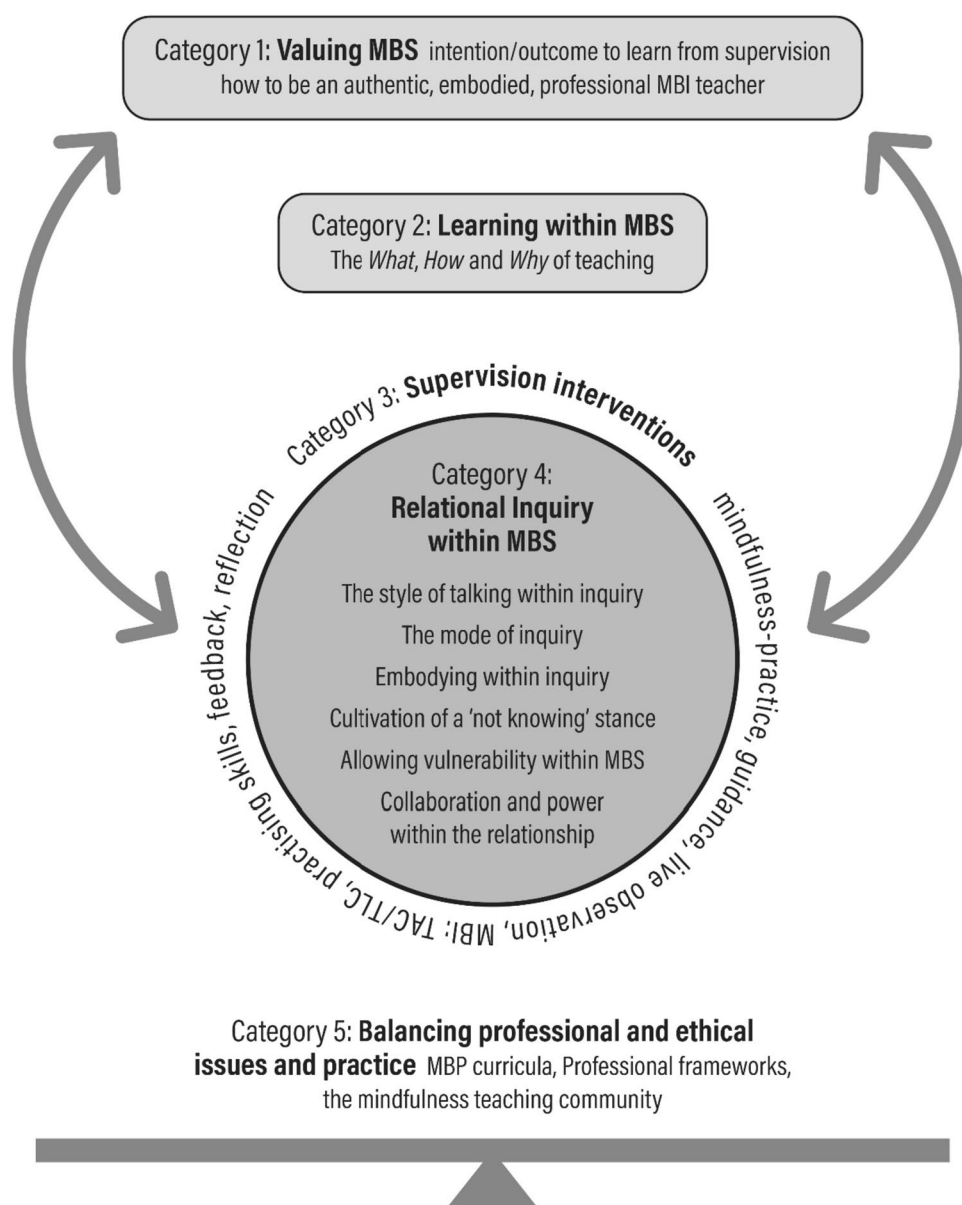 Category 1: Valuing MBS intention/outcome to learn from supervision
how to be an authentic, embodied, professional MBI teacher
Category 2: Learning within MBS
The What, How and Why of teaching
Category 3: Supervision interventions
mindfulness-practice, guidance, live observation, MBI: TAC/TLC, practising skills, feedback, reflection
Category 4:
Relational Inquiry
within MBS
The style of talking within inquiry
The mode of inquiry
Embodying within inquiry
Cultivation of a ‘not knowing’ stance
Allowing vulnerability within MBS
Collaboration and power
within the relationship
Category 5: Balancing professional and ethical
issues and practice MBP curricula, Professional frameworks,
the mindfulness teaching community